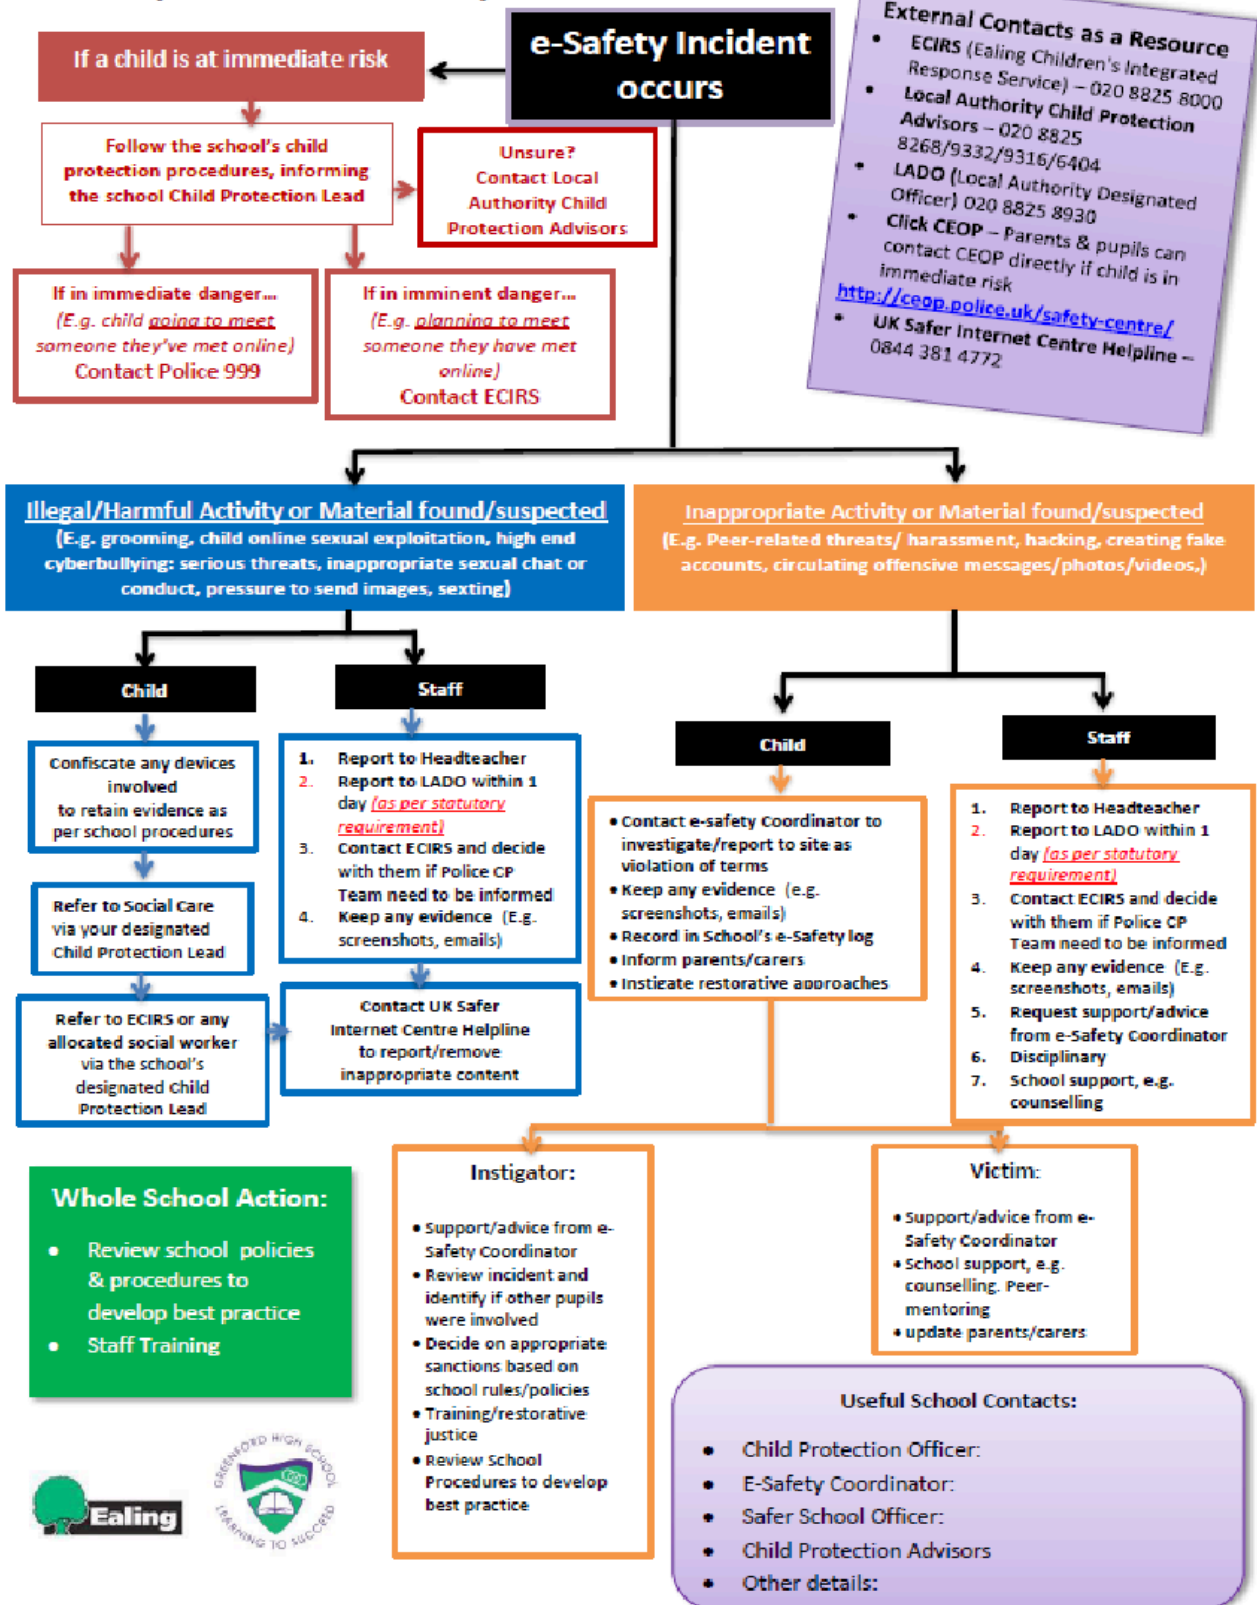 e-Safety Incident
occurs
If a child is at immediate risk
Follow the school's child
protection procedures, informing
the school Child Protection Lead
Unsure?
Contact Local
Authority Child
Protection Advisors
If in immediate danger...
(E.g. child going to meet
someone they've met online)
Contact Police 999
If in imminent danger...
(E.g. planning to meet
someone they have met
online)
Contact ECIRS
External Contacts as a Resource
• ECIRS (Ealing Children's Integrated
Response Service) – 020 8825 8000
• Local Authority Child Protection
Advisors – 020 8825
8268/9332/9316/6404
• LADO (Local Authority Designated
Officer) 020 8825 8930
• Click CEOP – Parents & pupils can
contact CEOP directly if child is in
immediate risk
http://ceop.police.uk/safety-centre/
• UK Safer Internet Centre Helpline –
0844 381 4772
Illegal/Harmful Activity or Material found/suspected
(E.g. grooming, child online sexual exploitation, high end
cyberbullying: serious threats, inappropriate sexual chat or
conduct, pressure to send images, sexting)
Inappropriate Activity or Material found/suspected
(E.g. Peer-related threats/ harassment, hacking, creating fake
accounts, circulating offensive messages/photos/videos,)
Child
Confiscate any devices
involved
to retain evidence as
per school procedures
Refer to Social Care
via your designated
Child Protection Lead
Refer to ECIRS or any
allocated social worker
via the school's
designated Child
Protection Lead
Staff
1. Report to Headteacher
2. Report to LADO within 1
day (as per statutory
requirement)
3. Contact ECIRS and decide
with them if Police CP
Team need to be informed
4. Keep any evidence (E.g.
screenshots, emails)
Contact UK Safer
Internet Centre Helpline
to report/remove
inappropriate content
Child
• Contact e-safety Coordinator to
investigate/report to site as
violation of terms
• Keep any evidence (e.g.
screenshots, emails)
• Record in School's e-Safety log
• Inform parents/carers
• Instigate restorative approaches
Staff
1. Report to Headteacher
2. Report to LADO within 1
day (as per statutory
requirement)
3. Contact ECIRS and decide
with them if Police CP
Team need to be informed
4. Keep any evidence (E.g.
screenshots, emails)
5. Request support/advice
from e-Safety Coordinator
6. Disciplinary
7. School support, e.g.
counselling
Instigator:
• Support/advice from e-
Safety Coordinator
• Review incident and
identify if other pupils
were involved
• Decide on appropriate
sanctions based on
school rules/policies
• Training/restorative
justice
• Review School
Procedures to develop
best practice
Victim:
• Support/advice from e-
Safety Coordinator
• School support, e.g.
counselling. Peer-
mentoring
• update parents/carers
Whole School Action:
• Review school policies
& procedures to
develop best practice
• Staff Training
Ealing
GREENFORD HIGH SCHOOL
LEARNING TO SUCCEED
Useful School Contacts:
• Child Protection Officer:
• E-Safety Coordinator:
• Safer School Officer:
• Child Protection Advisors
• Other details: